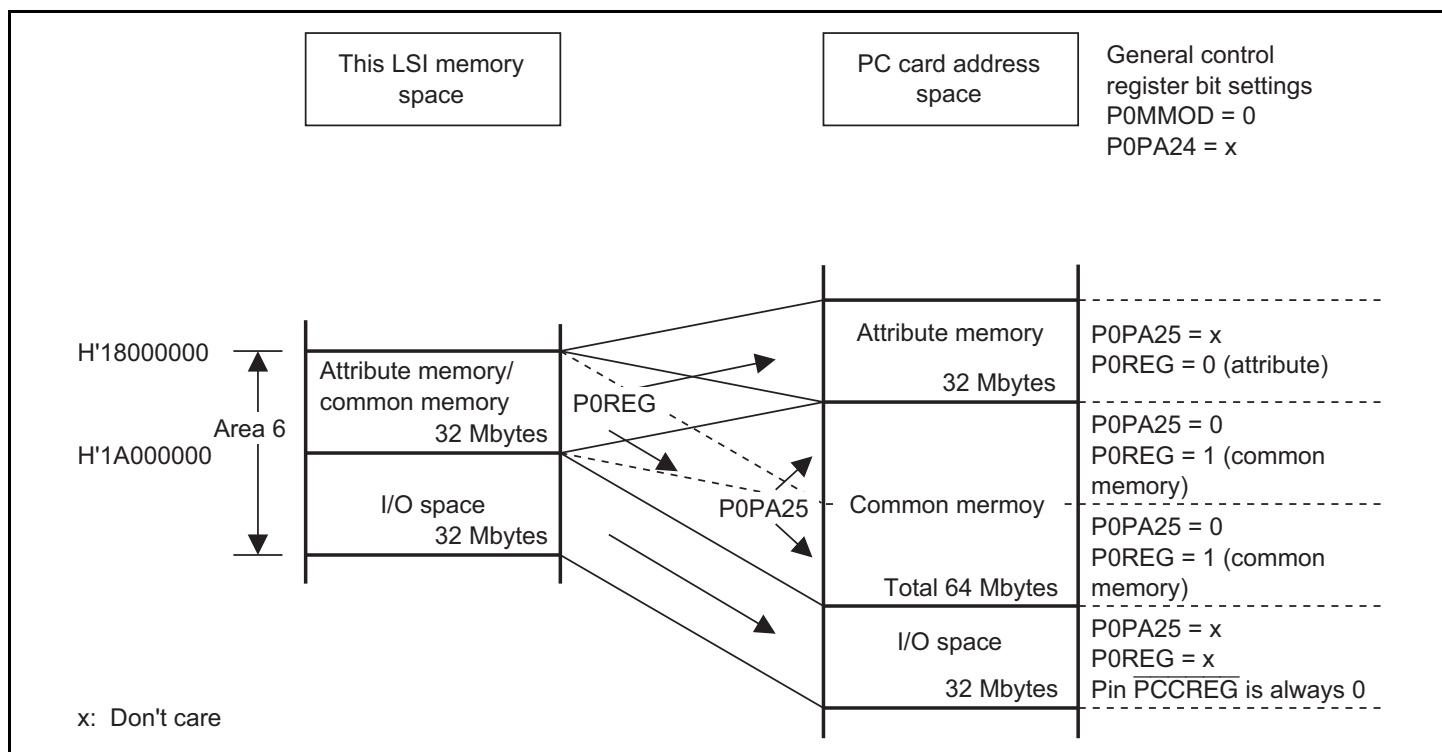 This LSI memory
space
PC card address
space
General control
register bit settings
P0MMOD = 0
P0PA24 = x
H'18000000
Area 6
H'1A000000
Attribute memory/
common memory
32 Mbytes
I/O space
32 Mbytes
P0REG
P0PA25
Attribute memory
32 Mbytes
Common mermoy
Total 64 Mbytes
I/O space
32 Mbytes
P0PA25 = x
P0REG = 0 (attribute)
P0PA25 = 0
P0REG = 1 (common
memory)
P0PA25 = 0
P0REG = 1 (common
memory)
P0PA25 = x
P0REG = x
Pin PCCREG is always 0
x: Don't care